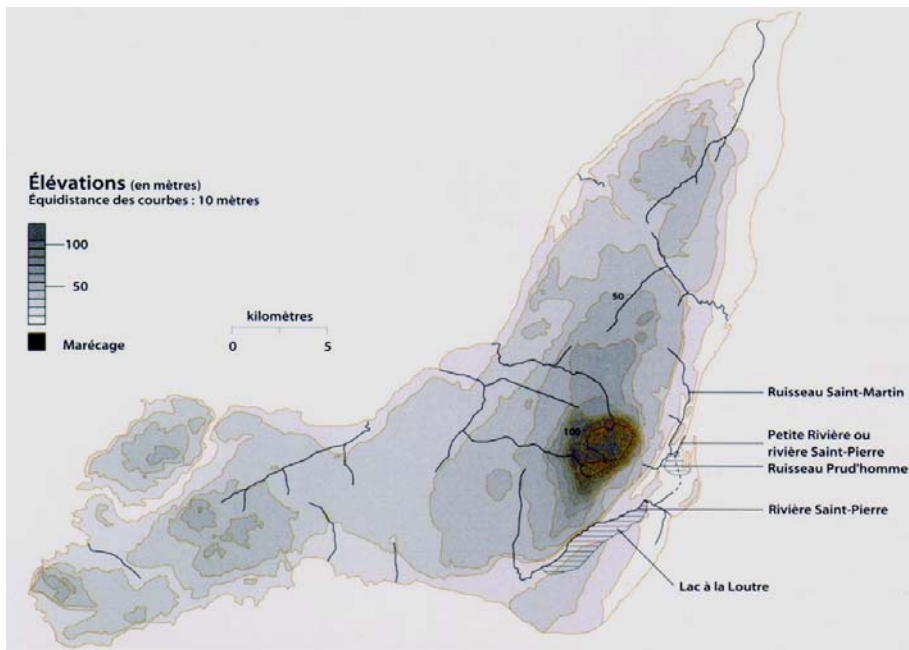 Élévations (en mètres)
Équidistance des courbes : 10 mètres
100
50
Marécage
kilomètres
0 5
50
100
Ruisseau Saint-Martin
Petite Rivière ou
rivière Saint-Pierre
Ruisseau Prud'homme
Rivière Saint-Pierre
Lac à la Loutre